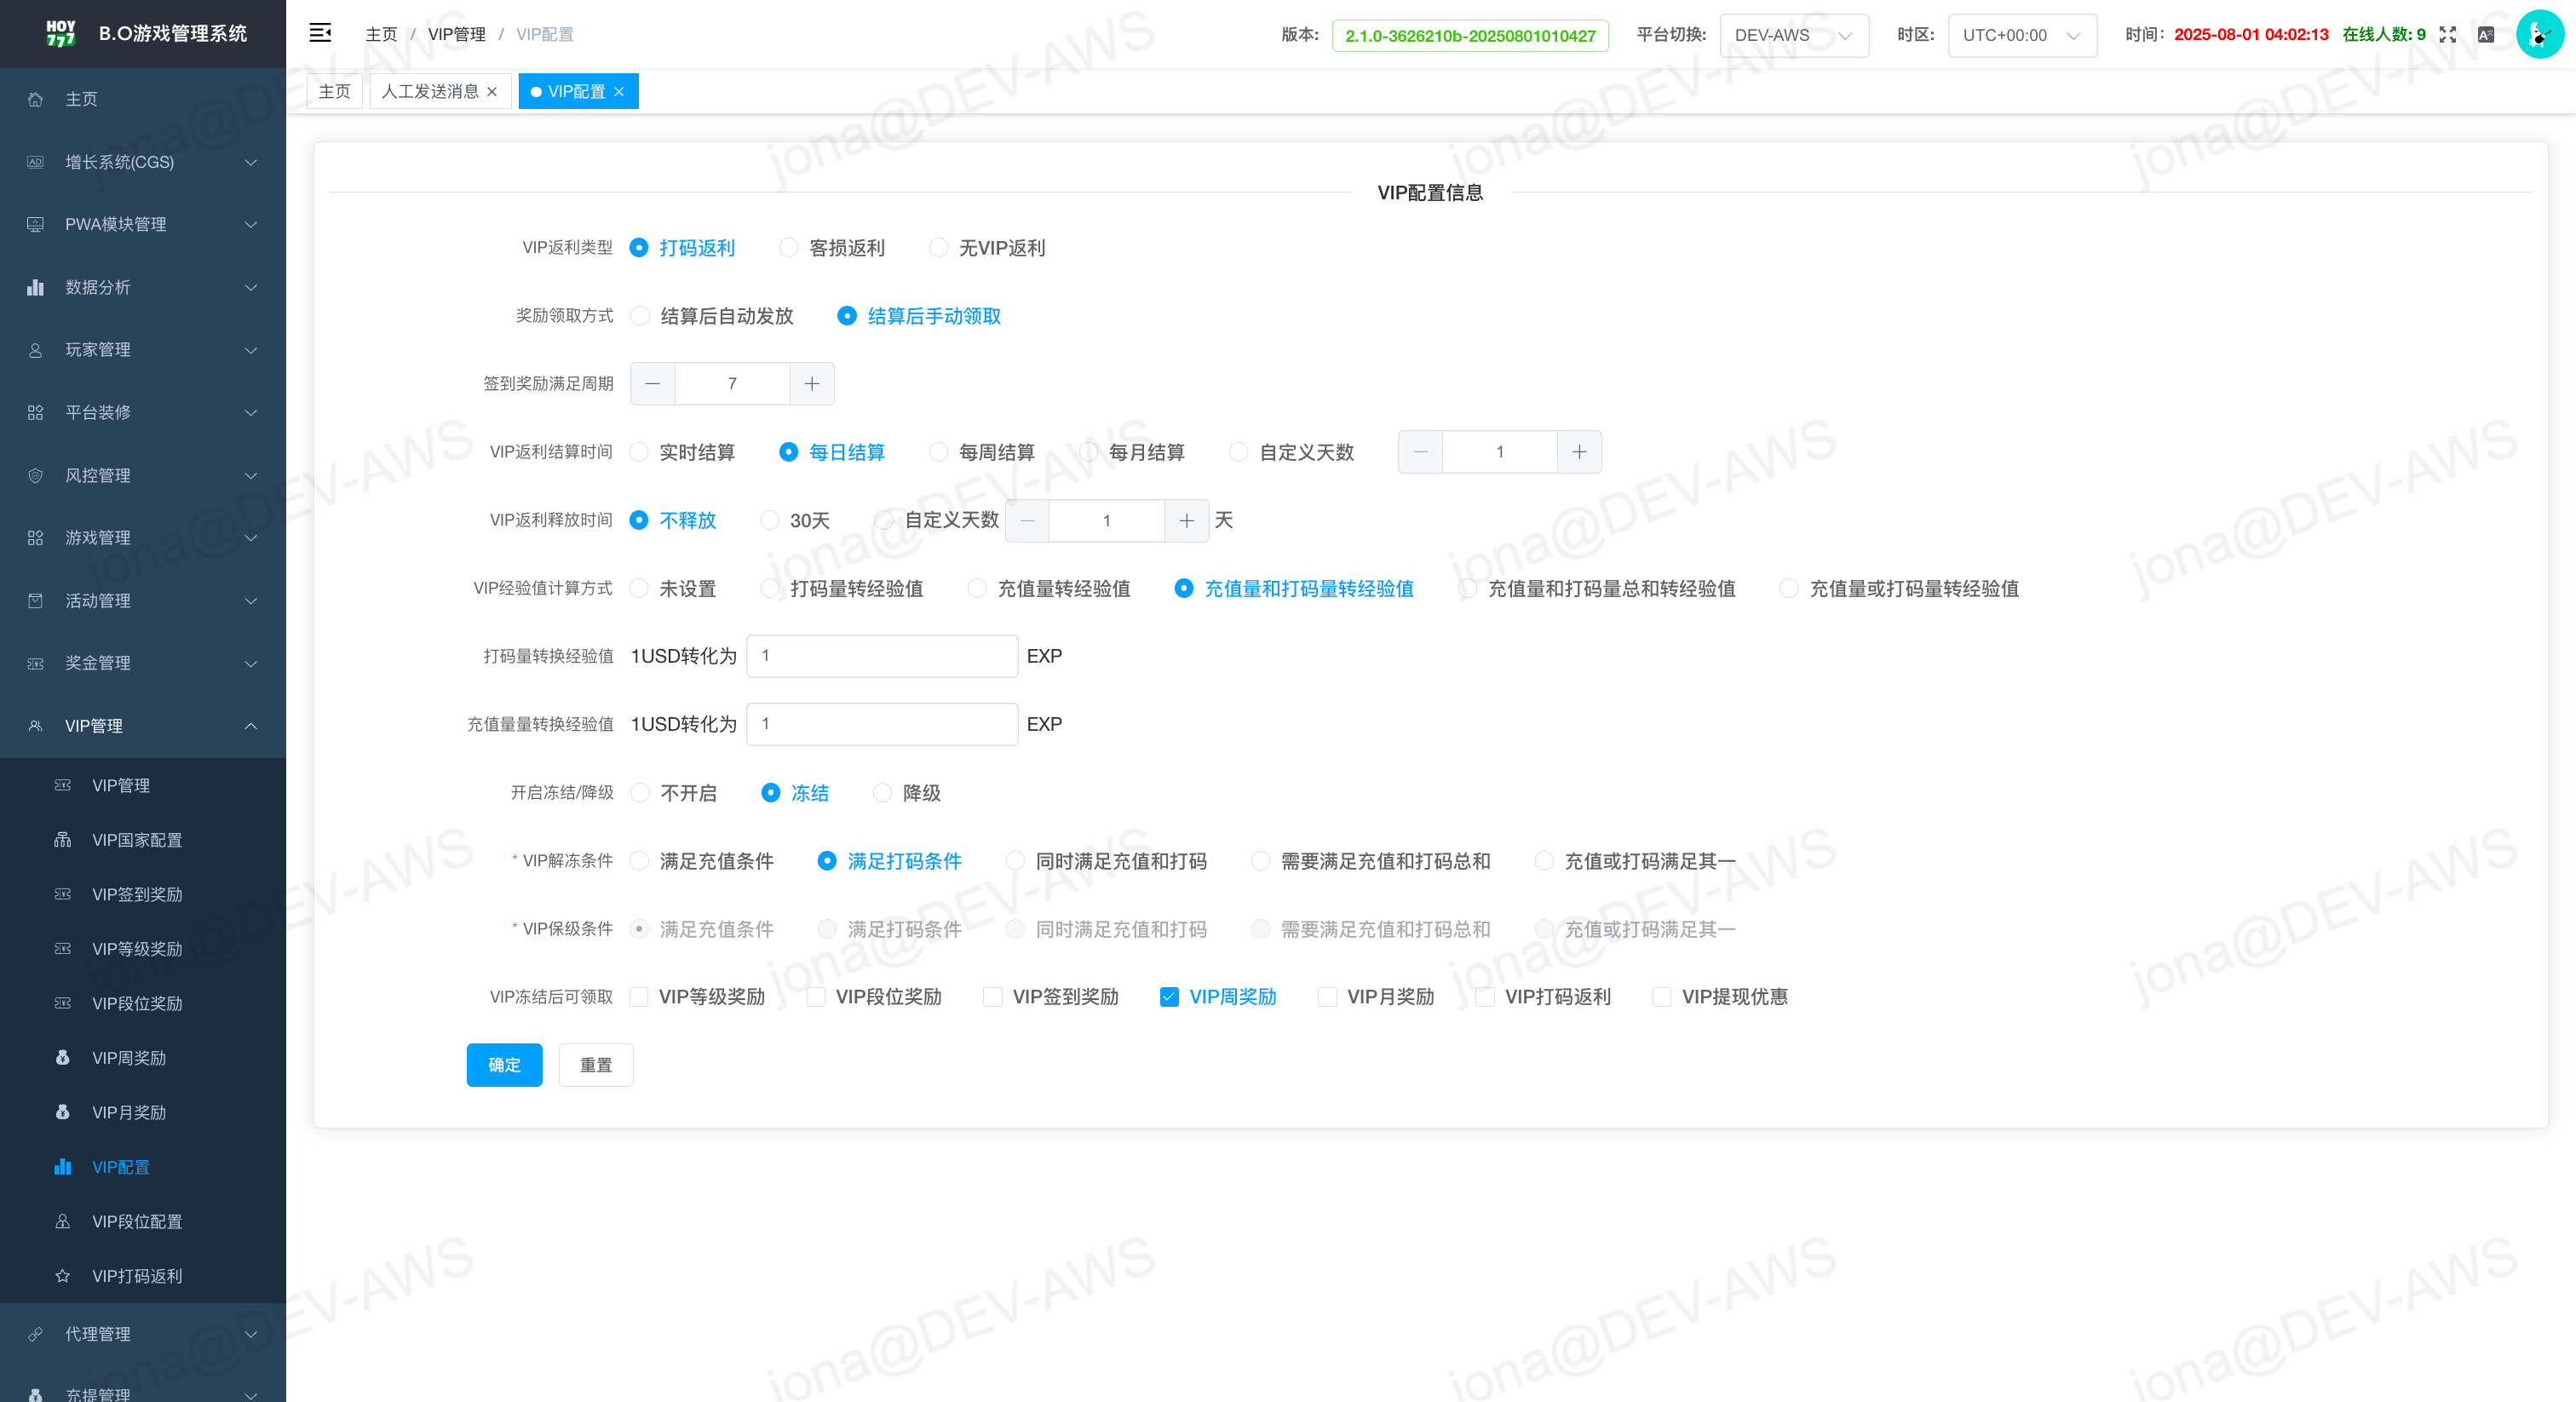 HOY
777
B.O游戏管理系统
主页 / VIP管理 / VIP配置
版本: 2.1.0-3626210b-20250801010427 平台切换: DEV-AWS 时区: UTC+00:00 时间: 2025-08-01 04:02:13 在线人数: 9
主页 人工发送消息 VIP配置
主页
增长系统(CGS)
PWA模块管理
数据分析
玩家管理
平台装修
风控管理
游戏管理
活动管理
奖金管理
VIP管理
VIP管理
VIP国家配置
VIP签到奖励
VIP等级奖励
VIP段位奖励
VIP周奖励
VIP月奖励
VIP配置
VIP段位配置
VIP打码返利
代理管理
充提管理
VIP配置信息
VIP返利类型 打码返利 客损返利 无VIP返利
奖励领取方式 结算后自动发放 结算后手动领取
签到奖励满足周期 7
VIP返利结算时间 实时结算 每日结算 每周结算 每月结算 自定义天数 1
VIP返利释放时间 不释放 30天 自定义天数 1 天
VIP经验值计算方式 未设置 打码量转经验值 充值量转经验值 充值量和打码量转经验值 充值量和打码量总和转经验值 充值量或打码量转经验值
打码量转换经验值 1USD转化为 1 EXP
充值量量转换经验值 1USD转化为 1 EXP
开启冻结/降级 不开启 冻结 降级
* VIP解冻条件 满足充值条件 满足打码条件 同时满足充值和打码 需要满足充值和打码总和 充值或打码满足其一
* VIP保级条件 满足充值条件 满足打码条件 同时满足充值和打码 需要满足充值和打码总和 充值或打码满足其一
VIP冻结后可领取 VIP等级奖励 VIP段位奖励 VIP签到奖励 VIP周奖励 VIP月奖励 VIP打码返利 VIP提现优惠
确定 重置
jona@DEV-AWS